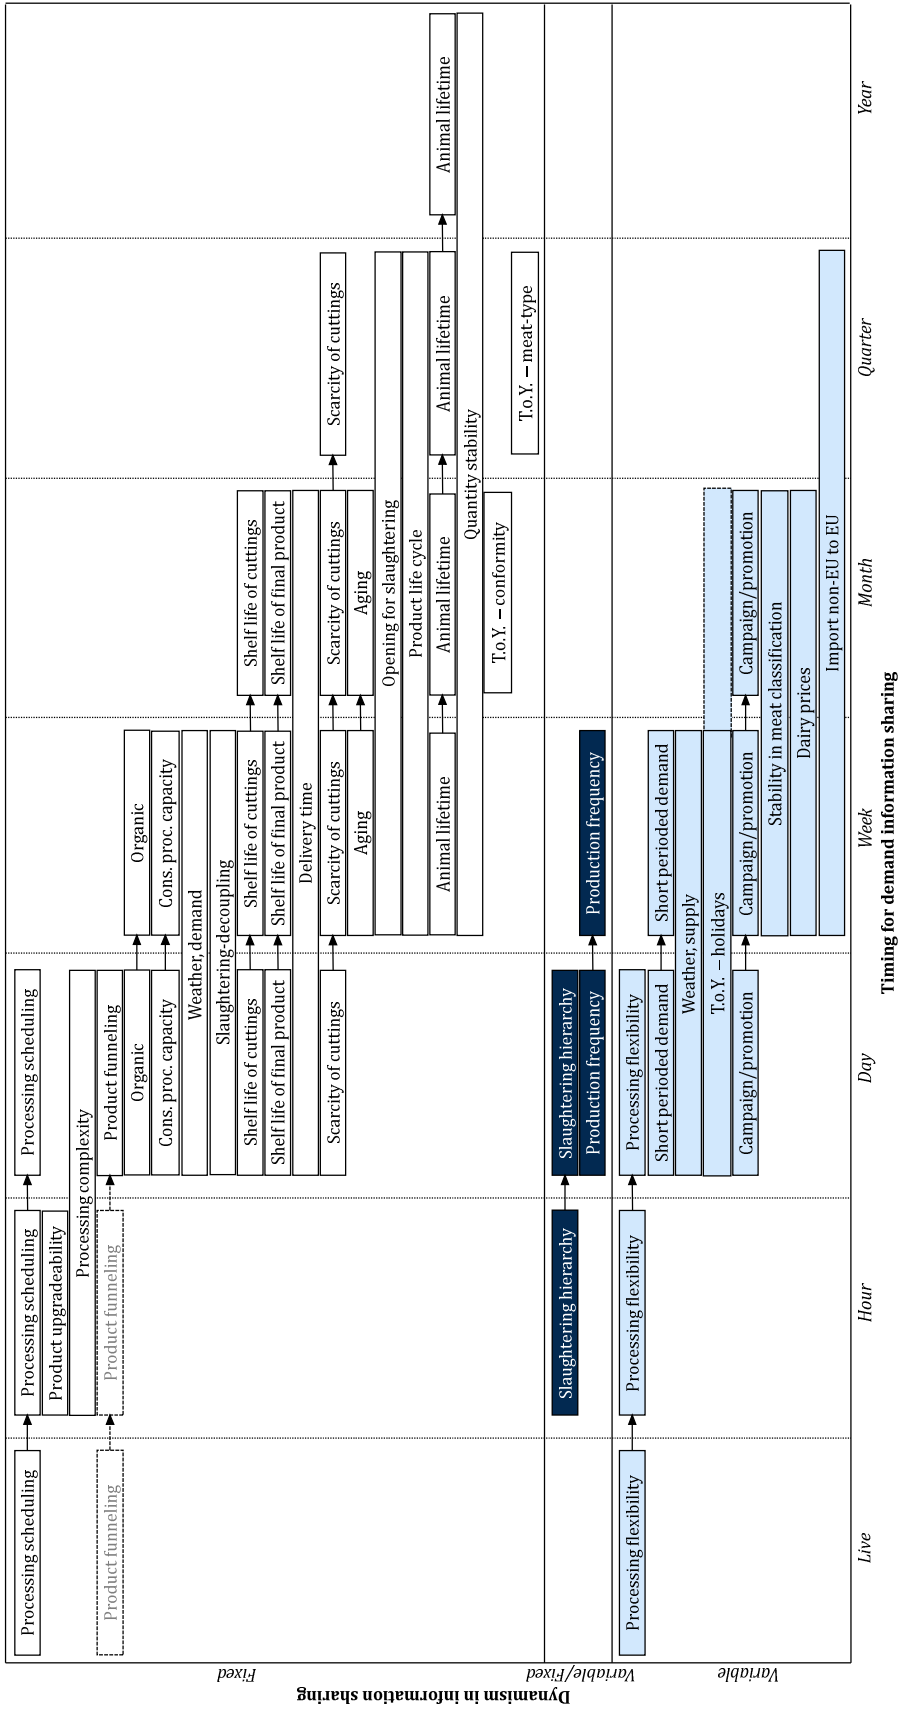 Processing scheduling
Processing scheduling
Processing scheduling
Product upgradeability
Processing complexity
Product funneling
Product funneling
Product funneling
Organic
Organic
Cons. proc. capacity
Cons. proc. capacity
Weather, demand
Slaughtering-decoupling
Shelf life of cuttings
Shelf life of cuttings
Shelf life of cuttings
Shelf life of final product
Shelf life of final product
Shelf life of final product
Delivery time
Scarcity of cuttings
Scarcity of cuttings
Scarcity of cuttings
Scarcity of cuttings
Aging
Aging
Opening for slaughtering
Product life cycle
Animal lifetime
Animal lifetime
Animal lifetime
Animal lifetime
Quantity stability
T.o.Y. – conformity
T.o.Y. – meat-type
Slaughtering hierarchy
Slaughtering hierarchy
Production frequency
Production frequency
Processing flexibility
Processing flexibility
Processing flexibility
Short perioded demand
Short perioded demand
Weather, supply
T.o.Y. – holidays
Campaign/promotion
Campaign/promotion
Campaign/promotion
Stability in meat classification
Dairy prices
Import non-EU to EU
Live
Hour
Day
Week
Month
Quarter
Year
Timing for demand information sharing
Fixed
Variable/Fixed
Variable
Dynamism in information sharing